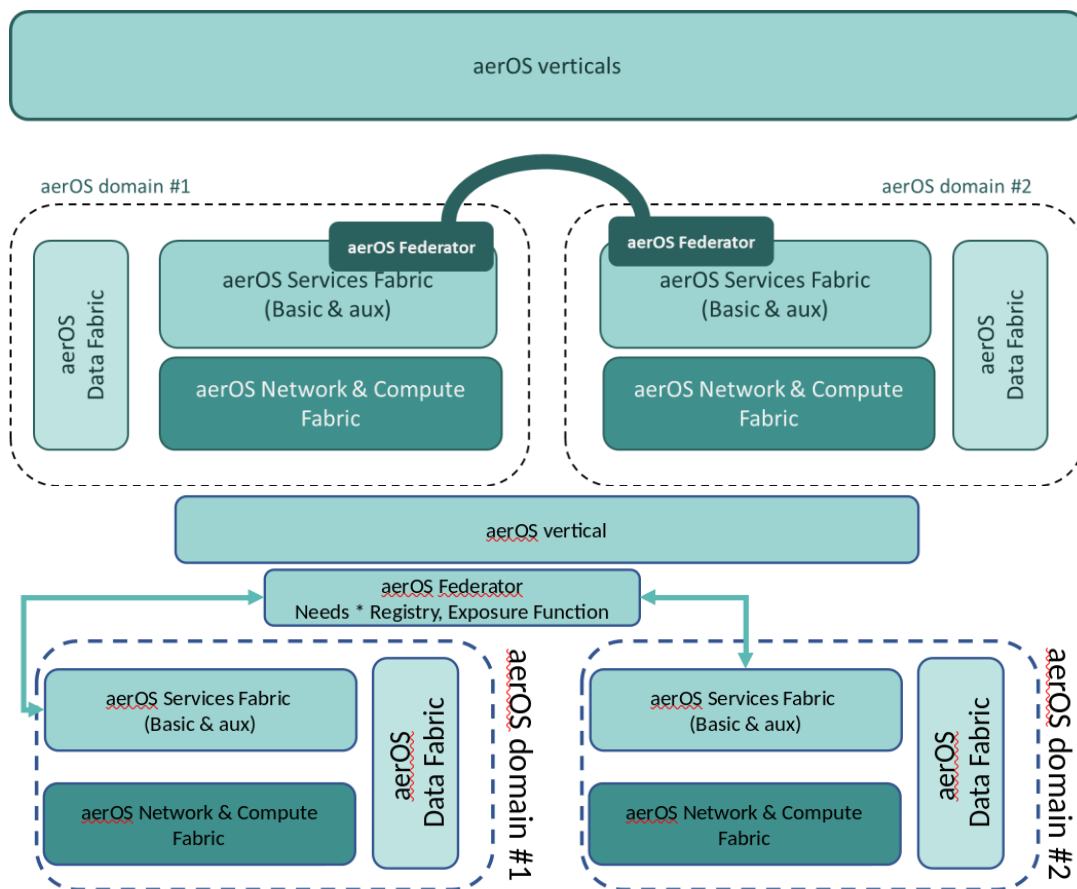 aerOS verticals
aerOS domain #1
aerOS domain #2
aerOS Federator
aerOS Federator
aerOS
Data Fabric
aerOS Services Fabric
(Basic & aux)
aerOS Network & Compute
Fabric
aerOS Services Fabric
(Basic & aux)
aerOS Network & Compute
Fabric
aerOS
Data Fabric
aerOS vertical
aerOS Federator
Needs * Registry, Exposure Function
aerOS Services Fabric
(Basic & aux)
aerOS Network & Compute
Fabric
aerOS
Data Fabric
aerOS domain #1
aerOS Services Fabric
(Basic & aux)
aerOS Network & Compute
Fabric
aerOS
Data Fabric
aerOS domain #2